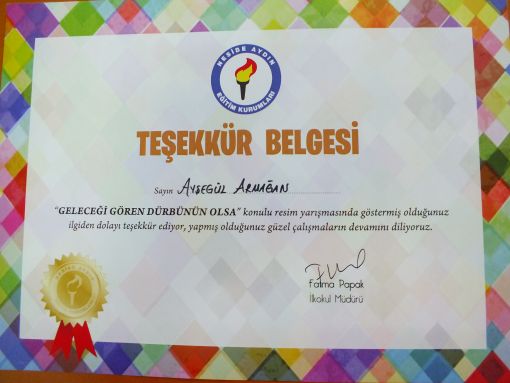 NESİBE AYDIN
EĞİTİM KURUMLARI
TEŞEKKÜR BELGESİ
Sayın AYŞEGÜL ARMAĞAN
“GELECEĞİ GÖREN DÜRBÜNÜN OLSA” konulu resim yarışmasında göstermiş olduğunuz
ilgiden dolayı teşekkür ediyor, yapmış olduğunuz güzel çalışmaların devamını diliyoruz.
Fatma Papak
İlkokul Müdürü